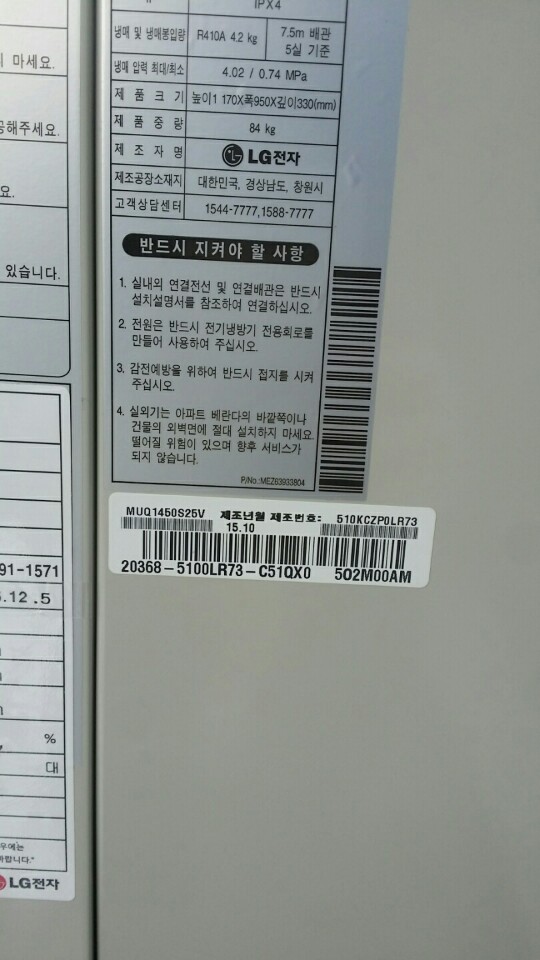 마세요.
해주세요.
요.
있습니다.
IPX4
냉매 및 냉매봉입량 R410A 4.2 kg 7.5m 배관
5실 기준
냉매 압력 최대/최소 4.02 / 0.74 MPa
제 품 크 기 높이1 170X폭950X깊이330(mm)
제 품 중 량 84 kg
제 조 자 명 LG전자
제조공장소재지 대한민국, 경상남도, 창원시
고객상담센터 1544-7777,1588-7777
반드시 지켜야 할 사항
1. 실내외 연결전선 및 연결배관은 반드시
설치설명서를 참조하여 연결하십시오.
2. 전원은 반드시 전기냉방기 전용회로를
만들어 사용하여 주십시오.
3. 감전예방을 위하여 반드시 접지를 시켜
주십시오.
4. 실외기는 아파트 베란다의 바깥쪽이나
건물의 외벽면에 절대 설치하지 마세요.
떨어질 위험이 있으며 향후 서비스가
되지 않습니다.
P/No.:MEZ63933804
MUQ1450S25V 제조년월 제조번호: 510KCZP0LR73
15.10
20368-5100LR73-C51QX0 502M00AM
91-1571
.12.5
%
대
우에는
바랍니다."
LG전자